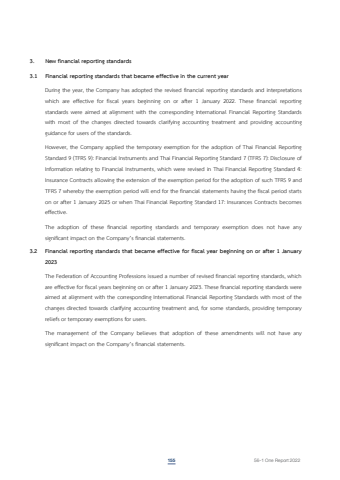 3. New financial reporting standards
3.1 Financial reporting standards that became effective in the current year
During the year, the Company has adopted the revised financial reporting standards and interpretations
which are effective for fiscal years beginning on or after 1 January 2022. These financial reporting
standards were aimed at alignment with the corresponding International Financial Reporting Standards
with most of the changes directed towards clarifying accounting treatment and providing accounting
guidance for users of the standards.
However, the Company applied the temporary exemption for the adoption of Thai Financial Reporting
Standard 9 (TFRS 9): Financial Instruments and Thai Financial Reporting Standard 7 (TFRS 7): Disclosure of
Information relating to Financial Instruments, which were revised in Thai Financial Reporting Standard 4:
Insurance Contracts allowing the extension of the exemption period for the adoption of such TFRS 9 and
TFRS 7 whereby the exemption period will end for the financial statements having the fiscal period starts
on or after 1 January 2025 or when Thai Financial Reporting Standard 17: Insurances Contracts becomes
effective.
The adoption of these financial reporting standards and temporary exemption does not have any
significant impact on the Company's financial statements.
3.2 Financial reporting standards that became effective for fiscal year beginning on or after 1 January
2023
The Federation of Accounting Professions issued a number of revised financial reporting standards, which
are effective for fiscal years beginning on or after 1 January 2023. These financial reporting standards were
aimed at alignment with the corresponding International Financial Reporting Standards with most of the
changes directed towards clarifying accounting treatment and, for some standards, providing temporary
reliefs or temporary exemptions for users.
The management of the Company believes that adoption of these amendments will not have any
significant impact on the Company's financial statements.
155 56-1 One Report 2022